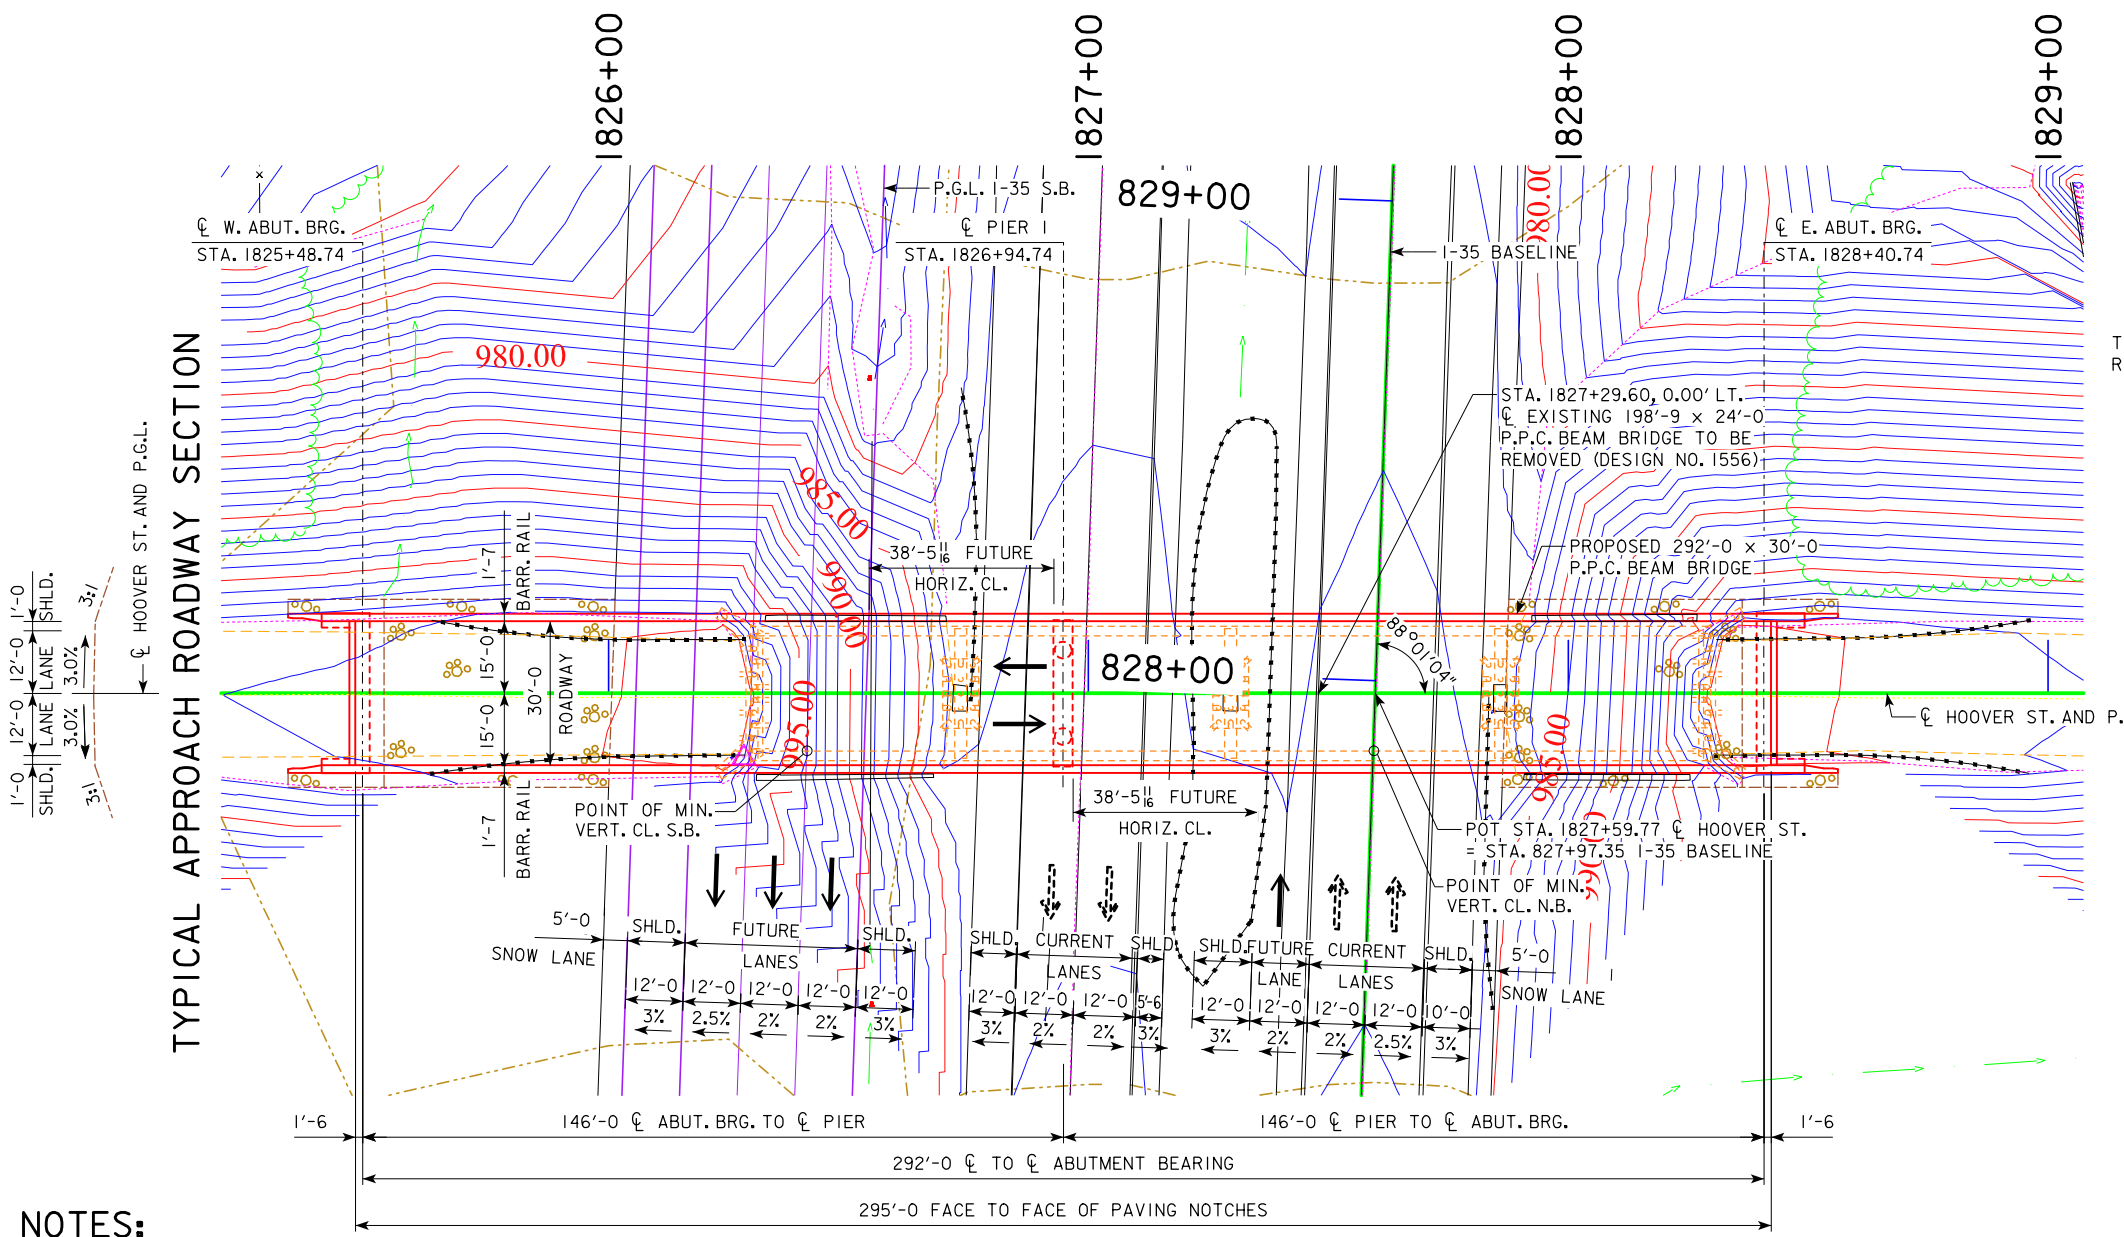 1826+00
1827+00
1828+00
1829+00
P.G.L. I-35 S.B.
829+00
980.00
℄ W. ABUT. BRG.
STA. 1825+48.74
℄ PIER 1
STA. 1826+94.74
I-35 BASELINE
℄ E. ABUT. BRG.
STA. 1828+40.74
TYPICAL APPROACH ROADWAY SECTION
980.00
T
R
STA. 1827+29.60, 0.00' LT.
℄ EXISTING 198'-9 x 24'-0
P.P.C. BEAM BRIDGE TO BE
REMOVED (DESIGN NO. 1556)
985.00
990.00
995.00
℄ HOOVER ST. AND P.G.L.
38'-5 11/16 FUTURE
HORIZ. CL.
PROPOSED 292'-0 x 30'-0
P.P.C. BEAM BRIDGE
1'-0
SHLD.
12'-0
LANE
3.0%
12'-0
LANE
3.0%
1'-0
SHLD.
3:1
3:1
1'-7
BARR. RAIL
15'-0
15'-0
30'-0
ROADWAY
1'-7
BARR. RAIL
828+00
88°01'04"
℄ HOOVER ST. AND P.
985.00
POINT OF MIN.
VERT. CL. S.B.
38'-5 11/16 FUTURE
HORIZ. CL.
POT STA. 1827+59.77 ℄ HOOVER ST.
= STA. 827+97.35 I-35 BASELINE
POINT OF MIN.
VERT. CL. N.B.
5'-0
SNOW LANE
SHLD.
FUTURE
LANES
SHLD.
SHLD.
CURRENT
LANES
SHLD.
SHLD.
FUTURE
LANE
CURRENT
LANES
SHLD.
5'-0
SNOW LANE
12'-0 12'-0 12'-0 12'-0 12'-0
3% 2.5% 2% 2% 3%
12'-0 12'-0 12'-0 5'-6
3% 2% 2% 3%
12'-0 12'-0 12'-0 12'-0 10'-0
3% 2% 2% 2.5% 3%
1'-6
146'-0 ℄ ABUT. BRG. TO ℄ PIER
146'-0 ℄ PIER TO ℄ ABUT. BRG.
1'-6
292'-0 ℄ TO ℄ ABUTMENT BEARING
295'-0 FACE TO FACE OF PAVING NOTCHES
NOTES: